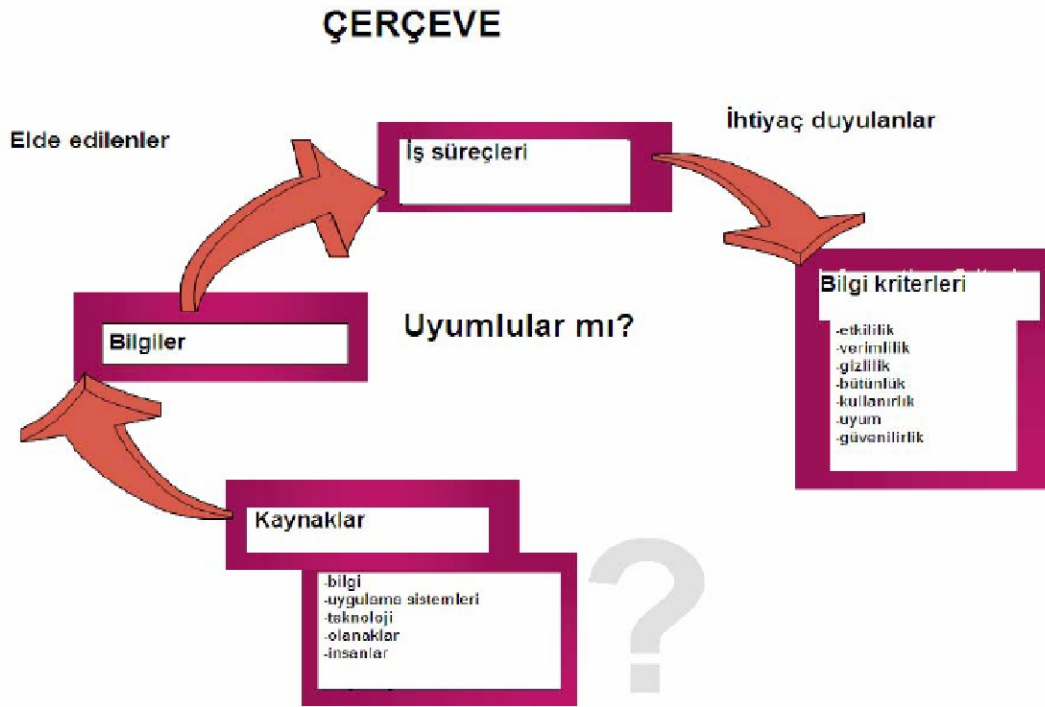 ÇERÇEVE
Elde edilenler
İhtiyaç duyulanlar
İş süreçleri
Bilgi kriterleri
-etkililik
-verimlilik
-gizlilik
-bütünlük
-kullanırlık
-uyum
-güvenilirlik
Bilgiler
Uyumlular mı?
Kaynaklar
-bilgi
-uygulama sistemleri
-teknoloji
-olanaklar
-insanlar
?